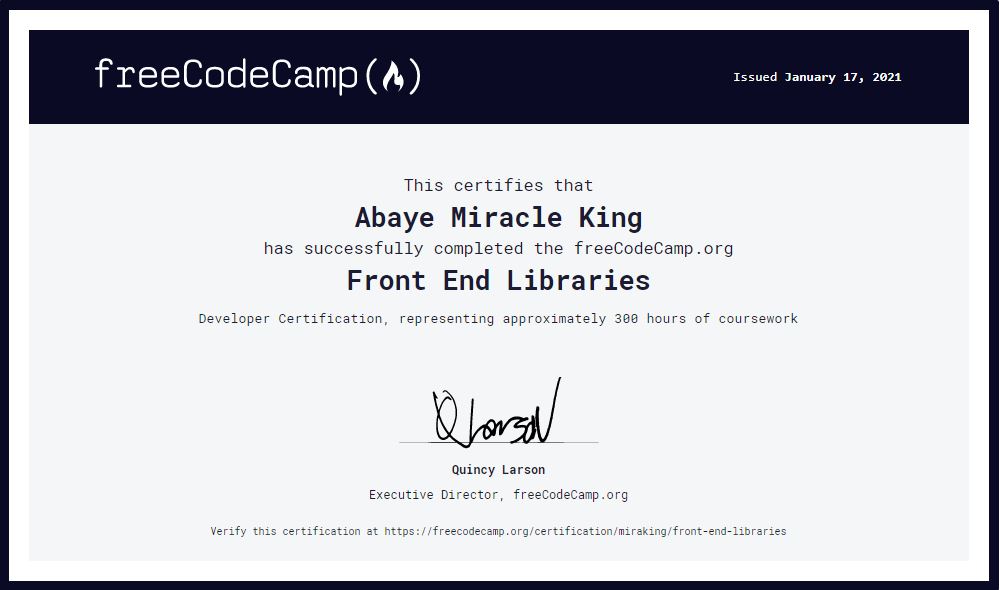 freeCodeCamp(🔥)
Issued January 17, 2021
This certifies that
Abaye Miracle King
has successfully completed the freeCodeCamp.org
Front End Libraries
Developer Certification, representing approximately 300 hours of coursework
Q Larson
Quincy Larson
Executive Director, freeCodeCamp.org
Verify this certification at https://freecodecamp.org/certification/miraking/front-end-libraries